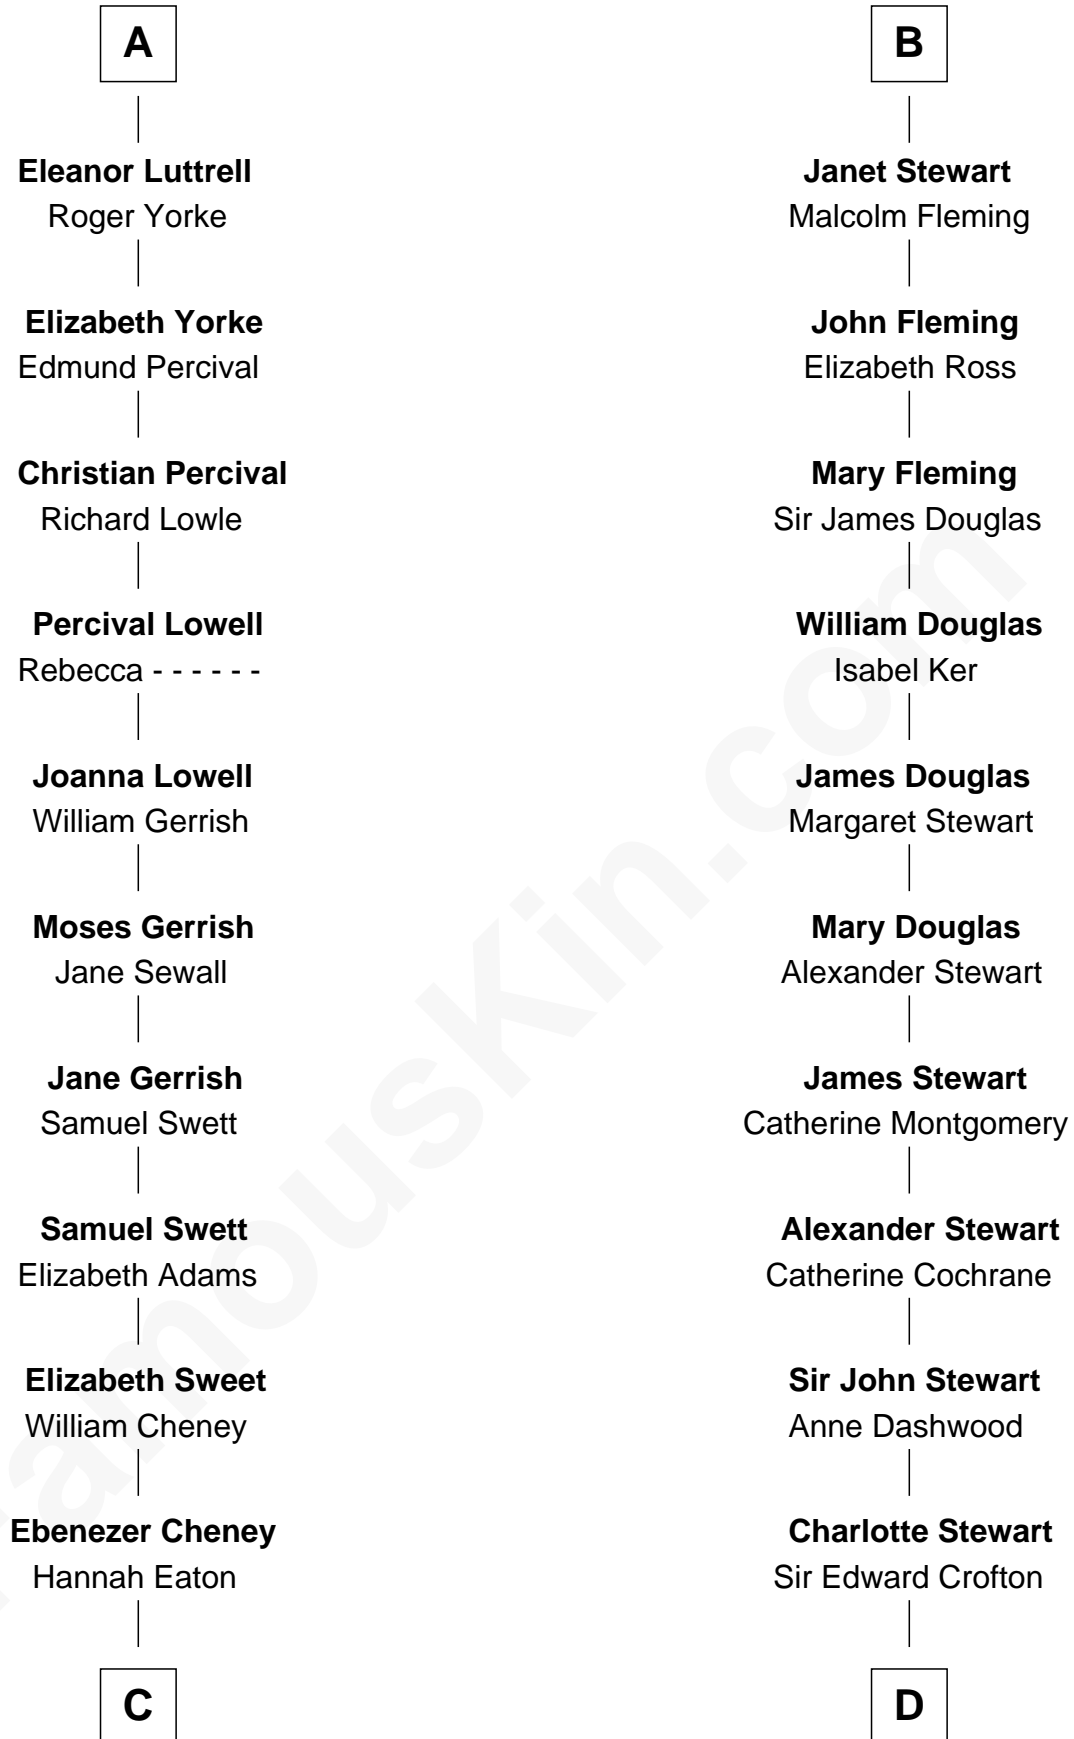 A
Eleanor Luttrell
Roger Yorke
Elizabeth Yorke
Edmund Percival
Christian Percival
Richard Lowle
Percival Lowell
Rebecca - - - - - -
Joanna Lowell
William Gerrish
Moses Gerrish
Jane Sewall
Jane Gerrish
Samuel Swett
Samuel Swett
Elizabeth Adams
Elizabeth Sweet
William Cheney
Ebenezer Cheney
Hannah Eaton
C
B
Janet Stewart
Malcolm Fleming
John Fleming
Elizabeth Ross
Mary Fleming
Sir James Douglas
William Douglas
Isabel Ker
James Douglas
Margaret Stewart
Mary Douglas
Alexander Stewart
James Stewart
Catherine Montgomery
Alexander Stewart
Catherine Cochrane
Sir John Stewart
Anne Dashwood
Charlotte Stewart
Sir Edward Crofton
D
FamousKin.com